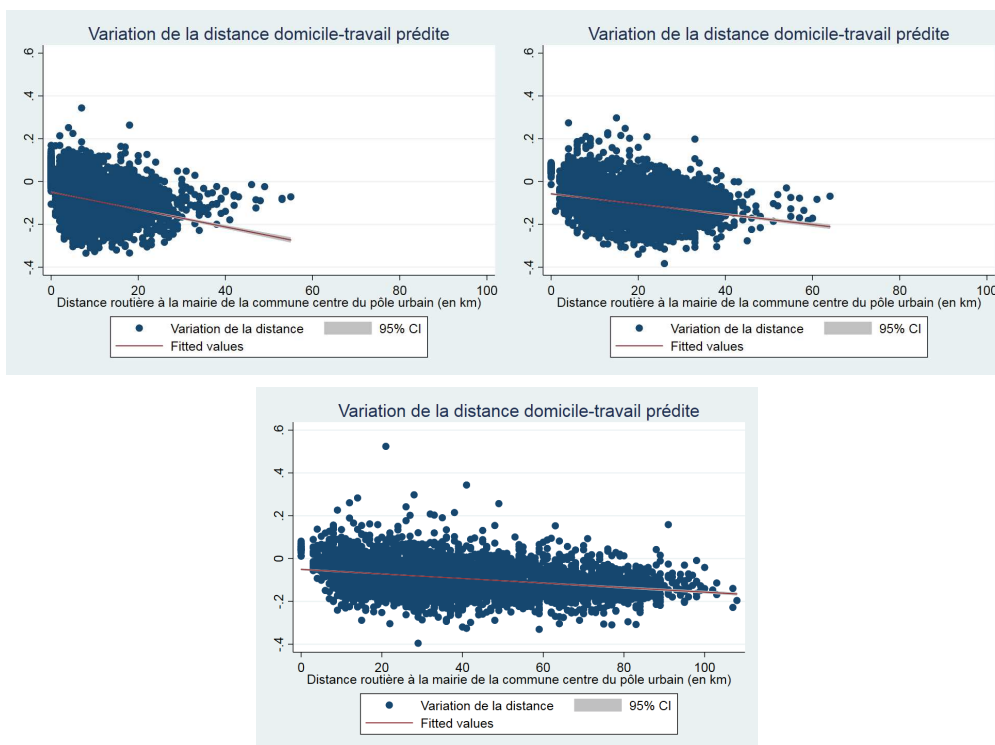 Variation de la distance domicile-travail prédite
.6
.4
.2
0
-.2
-.4
0 20 40 60 80 100
Distance routière à la mairie de la commune centre du pôle urbain (en km)
Variation de la distance 95% CI
Fitted values
Variation de la distance domicile-travail prédite
.6
.4
.2
0
-.2
-.4
0 20 40 60 80 100
Distance routière à la mairie de la commune centre du pôle urbain (en km)
Variation de la distance 95% CI
Fitted values
Variation de la distance domicile-travail prédite
.6
.4
.2
0
-.2
-.4
0 20 40 60 80 100
Distance routière à la mairie de la commune centre du pôle urbain (en km)
Variation de la distance 95% CI
Fitted values